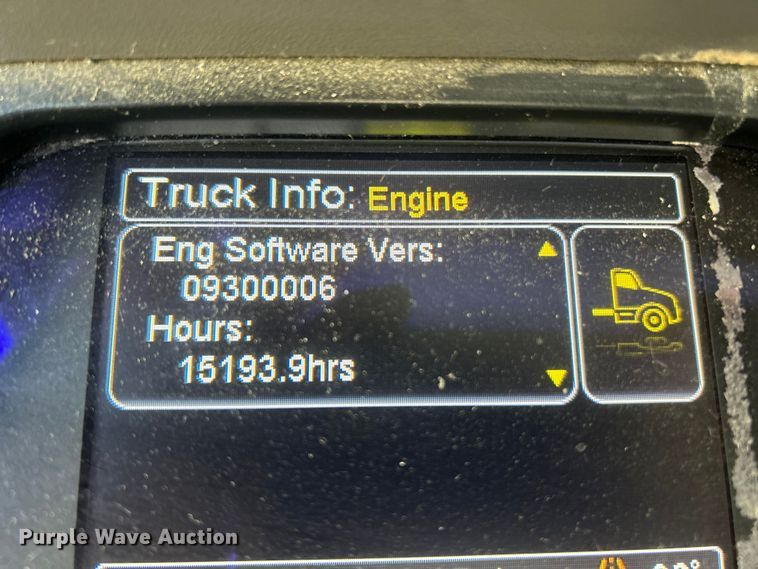 Truck Info: Engine
Eng Software Vers:
09300006
Hours:
15193.9hrs
Purple Wave Auction